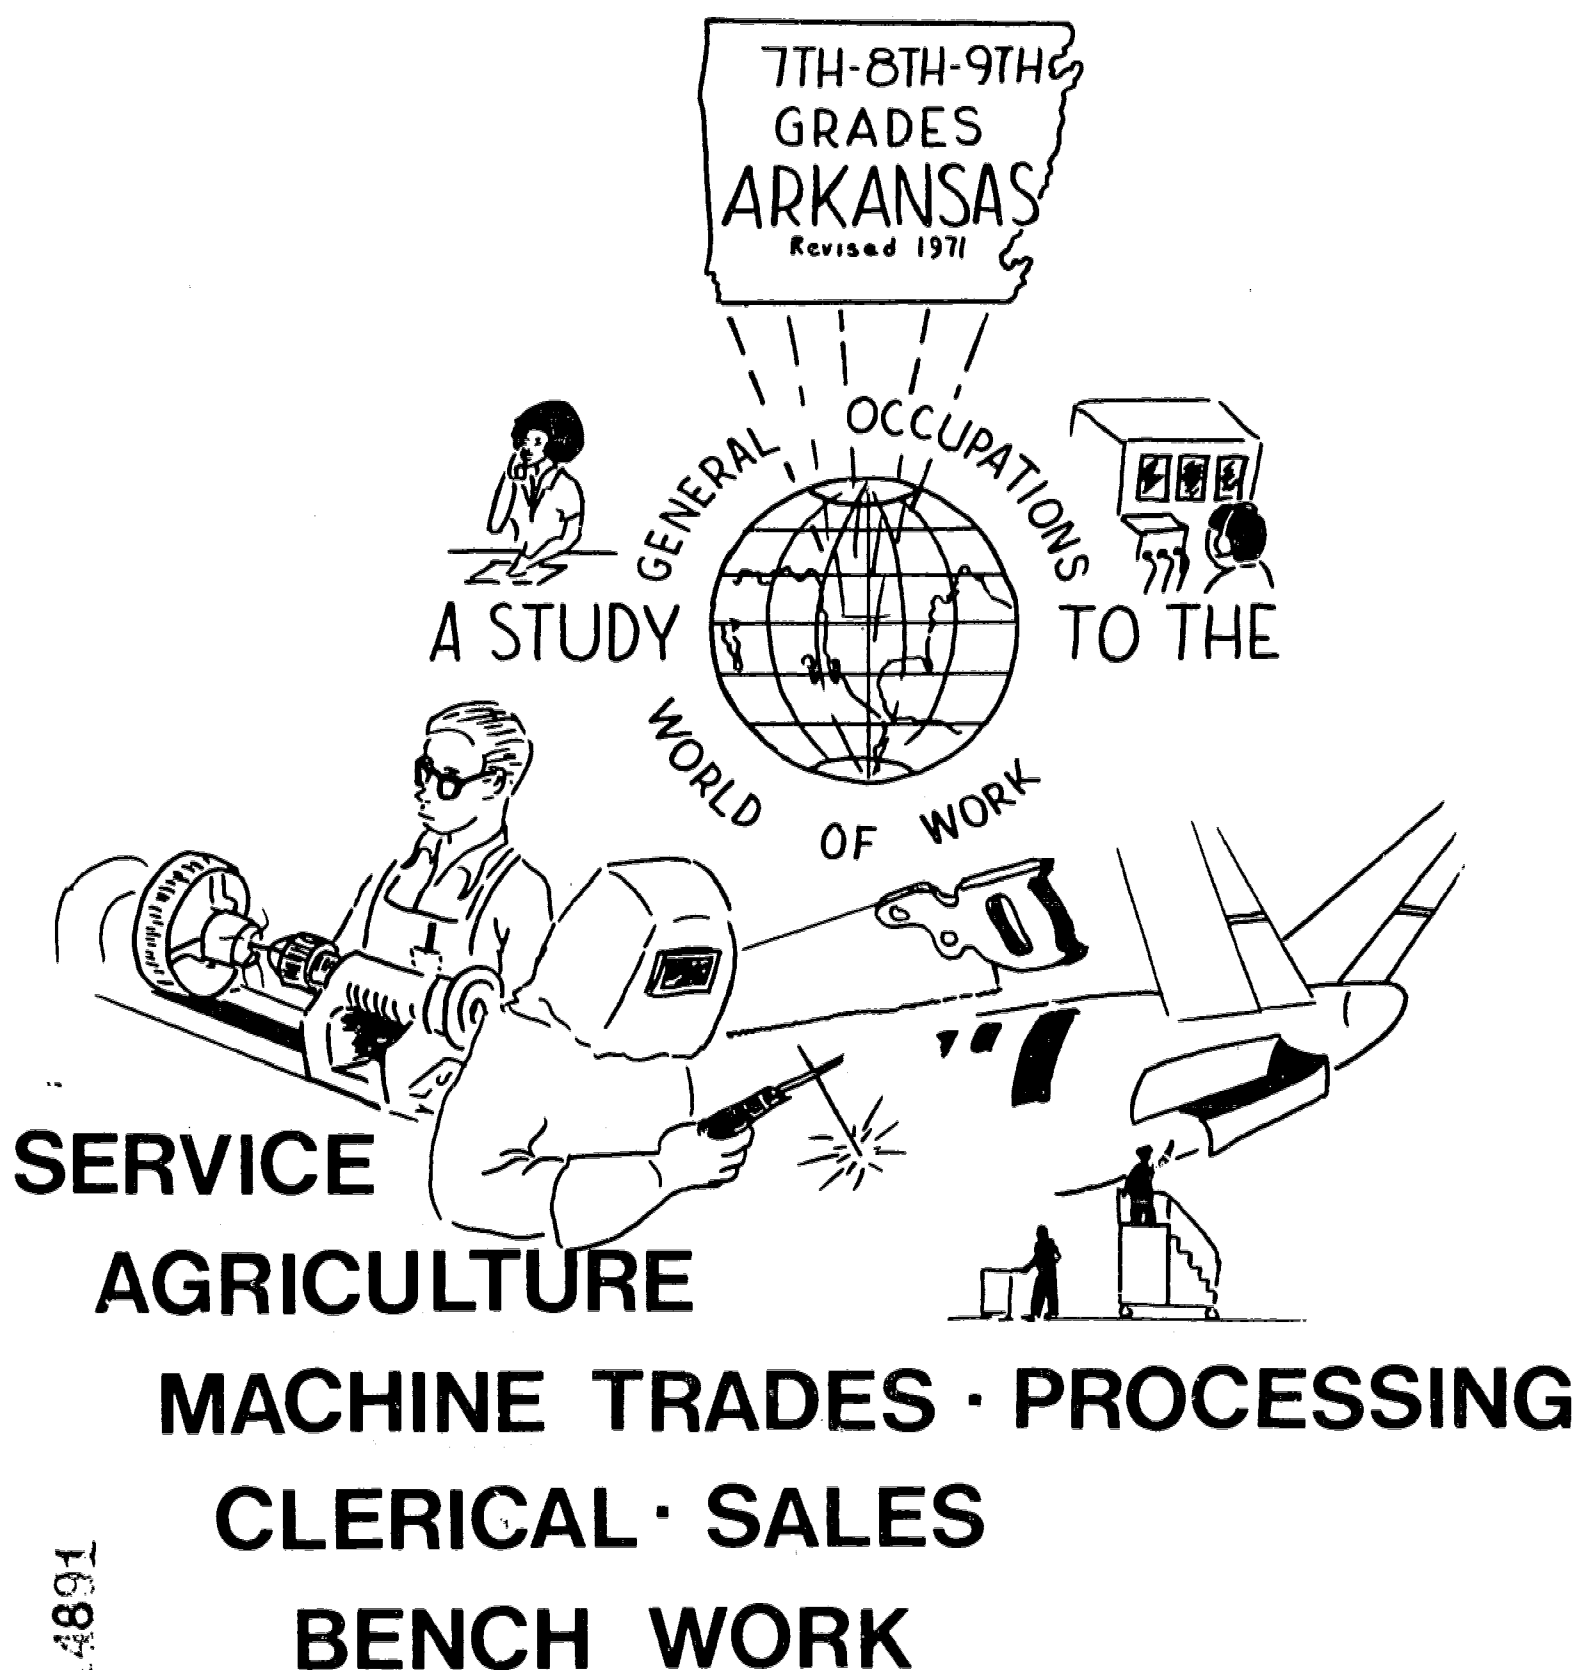 7TH-8TH-9TH
GRADES
ARKANSAS
Revised 1971
GENERAL OCCUPATIONS
A STUDY TO THE
WORLD OF WORK
SERVICE
AGRICULTURE
MACHINE TRADES · PROCESSING
CLERICAL · SALES
BENCH WORK
4891